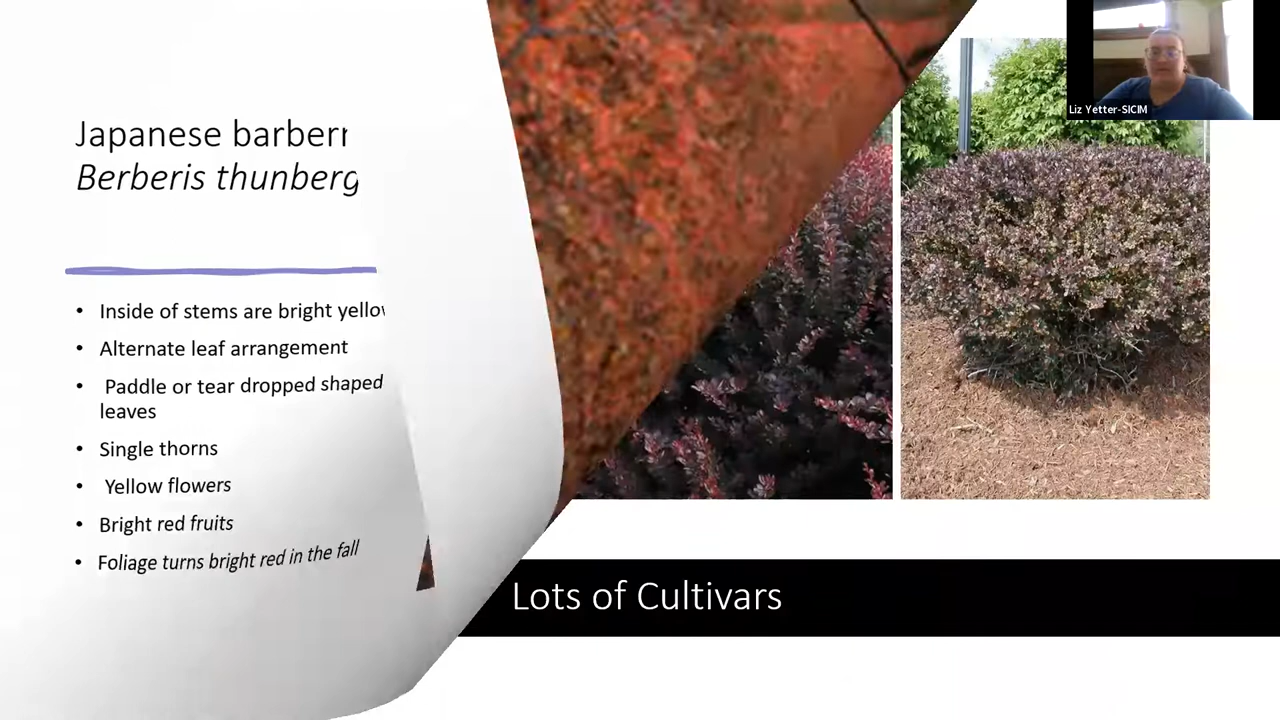 Japanese barberr
Berberis thunberg
• Inside of stems are bright yellow
• Alternate leaf arrangement
• Paddle or tear dropped shaped
leaves
• Single thorns
• Yellow flowers
• Bright red fruits
• Foliage turns bright red in the fall
Lots of Cultivars
Liz Yetter-SICIM